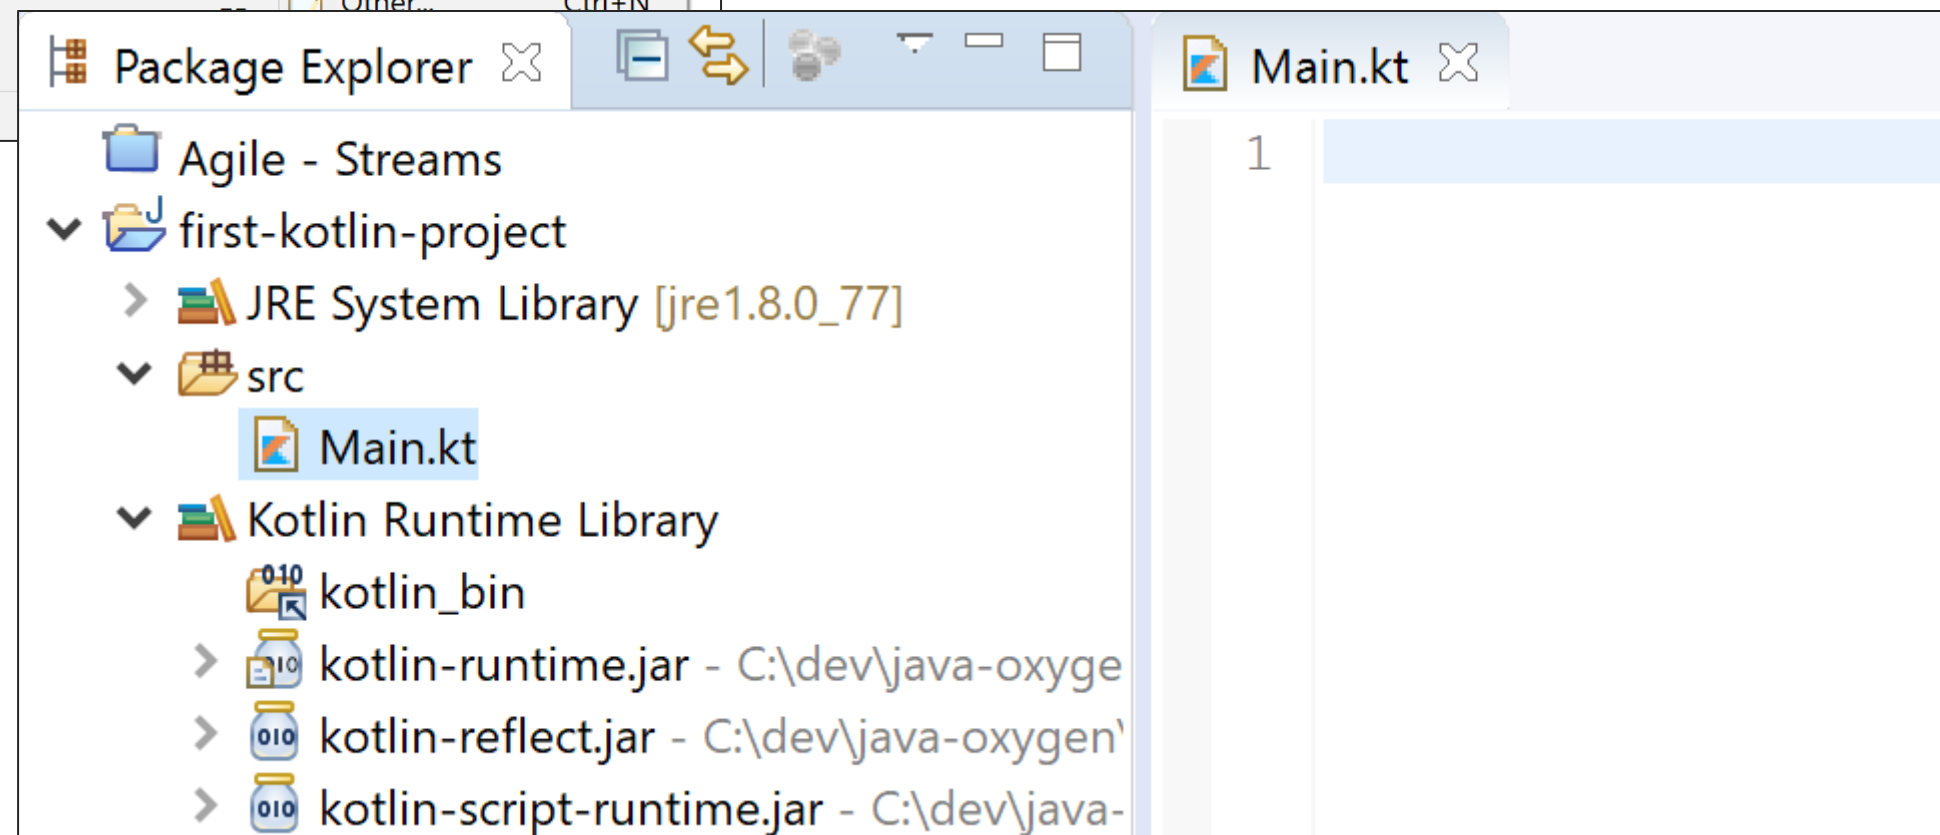 Other... Ctrl+N
Package Explorer
Main.kt
Agile - Streams
1
first-kotlin-project
JRE System Library [jre1.8.0_77]
src
Main.kt
Kotlin Runtime Library
kotlin_bin
kotlin-runtime.jar - C:\dev\java-oxyge
kotlin-reflect.jar - C:\dev\java-oxygen\
kotlin-script-runtime.jar - C:\dev\java-